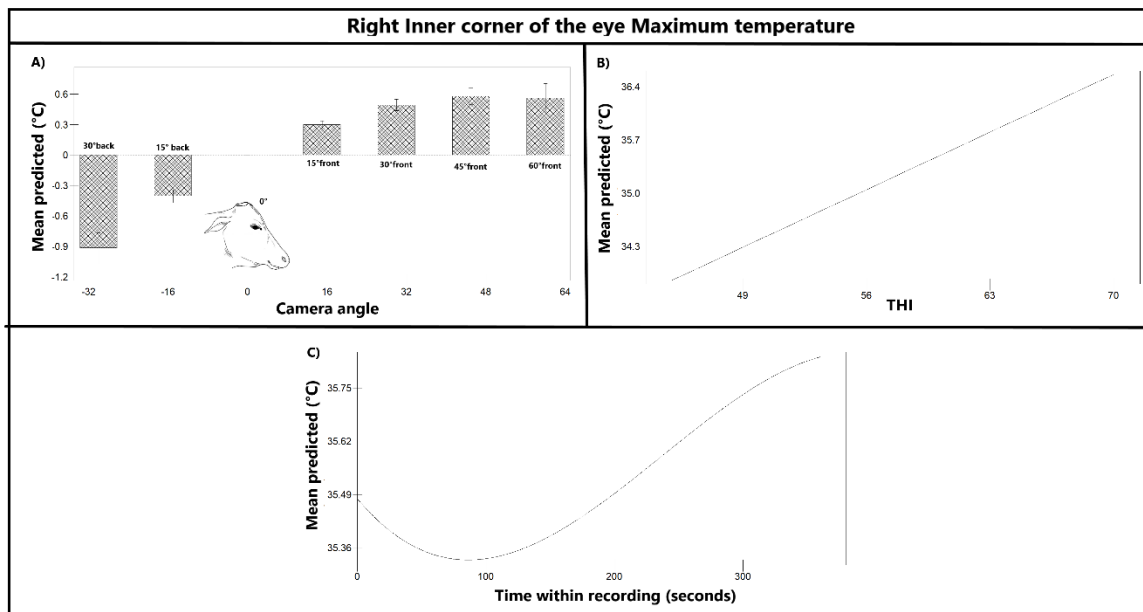 Right Inner corner of the eye Maximum temperature
A)
Mean predicted (°C)
0.6
0.3
0
-0.3
-0.6
-0.9
-1.2
30°back
15° back
0°
15°front
30°front
45°front
60°front
-32 -16 0 16 32 48 64
Camera angle
B)
Mean predicted (°C)
36.4
35.7
35.0
34.3
49 56 63 70
THI
C)
Mean predicted (°C)
35.75
35.62
35.49
35.36
0 100 200 300
Time within recording (seconds)